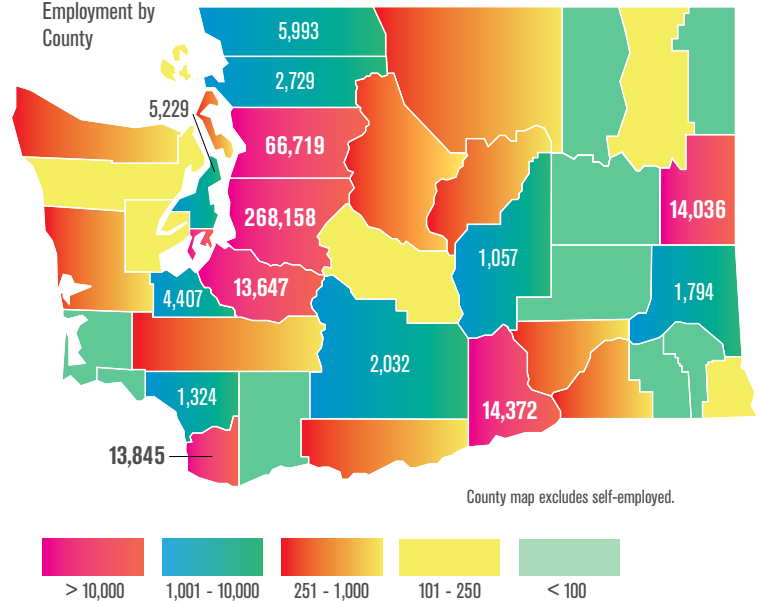 Employment by
County
5,993
2,729
5,229
66,719
268,158
14,036
1,057
13,647
4,407
1,794
2,032
1,324
14,372
13,845
County map excludes self-employed.
> 10,000
1,001 - 10,000
251 - 1,000
101 - 250
< 100